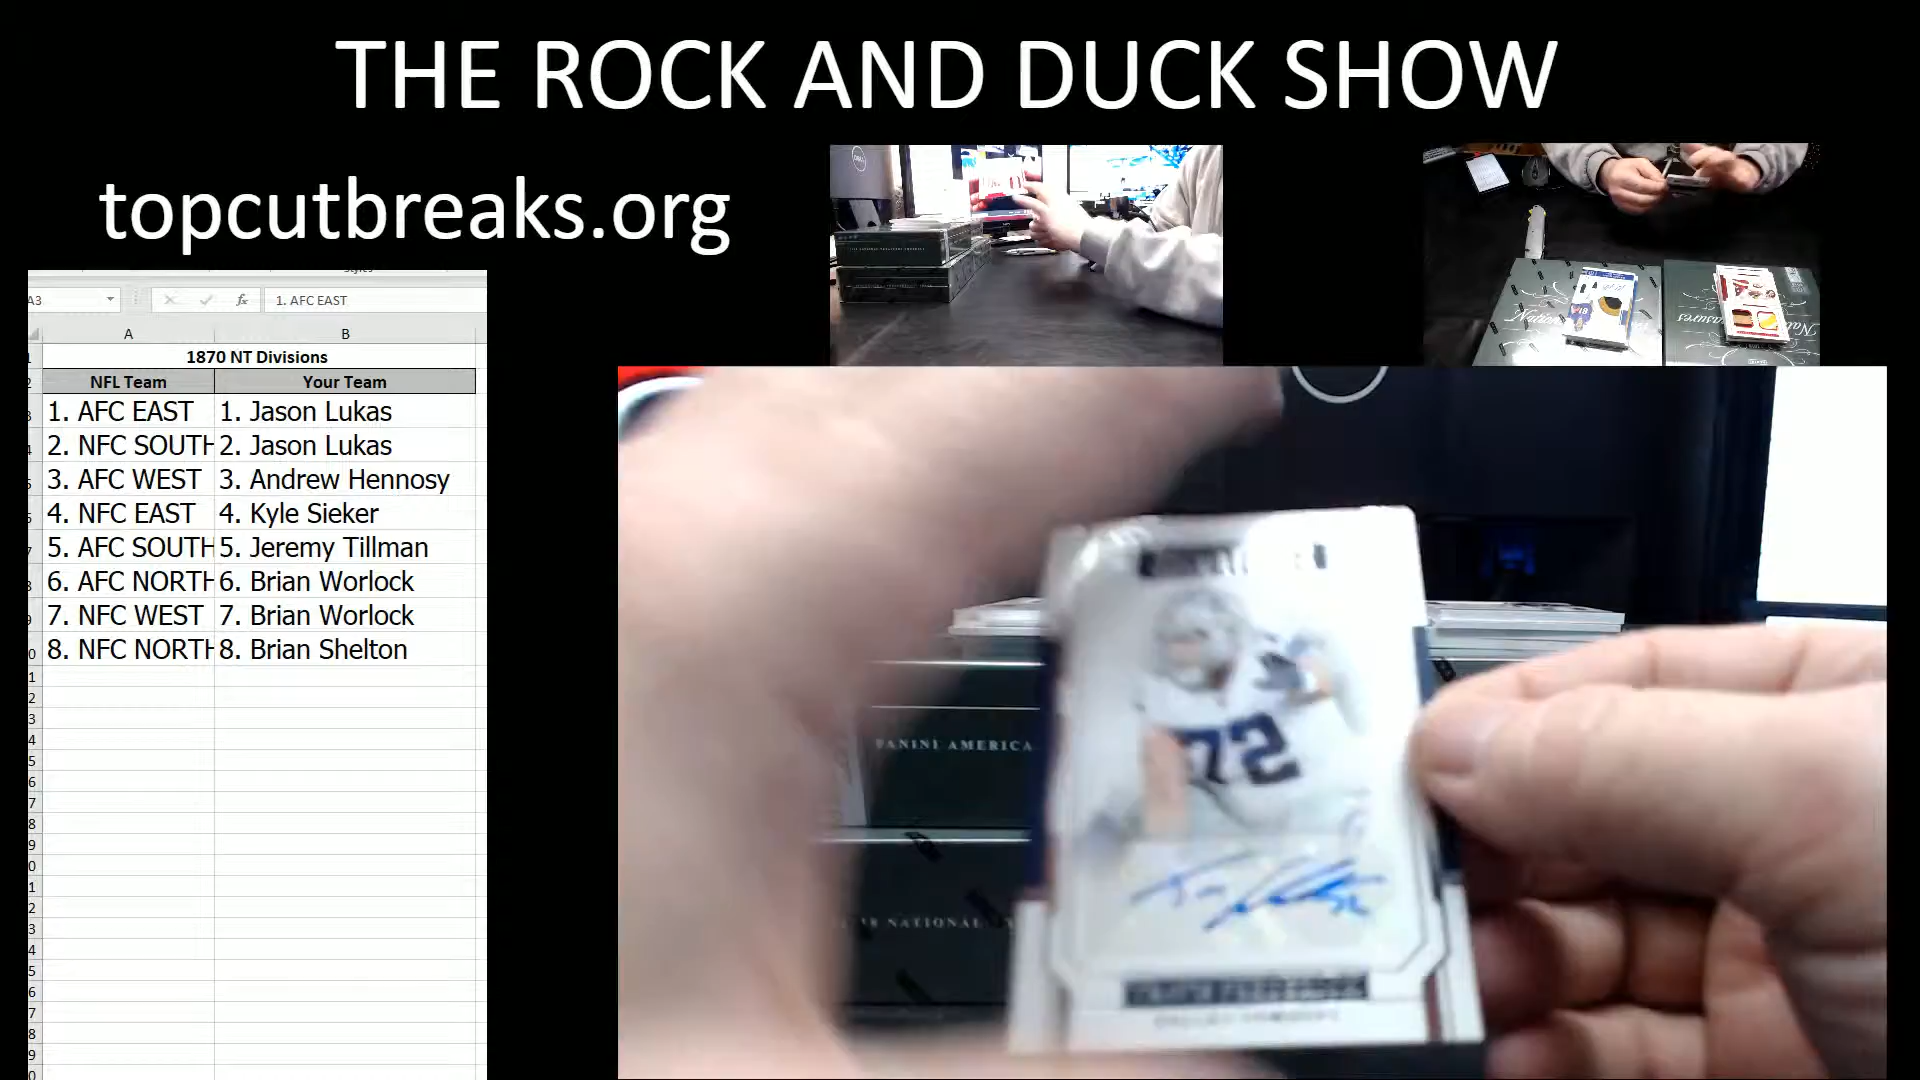 THE ROCK AND DUCK SHOW
topcutbreaks.org
A3
fx
1. AFC EAST
A
B
1870 NT Divisions
NFL Team
Your Team
1. AFC EAST
1. Jason Lukas
2. NFC SOUTH
2. Jason Lukas
3. AFC WEST
3. Andrew Hennosy
4. NFC EAST
4. Kyle Sieker
5. AFC SOUTH
5. Jeremy Tillman
6. AFC NORTH
6. Brian Worlock
7. NFC WEST
7. Brian Worlock
8. NFC NORTH
8. Brian Shelton
72
PANINI AMERICA
NATIONAL